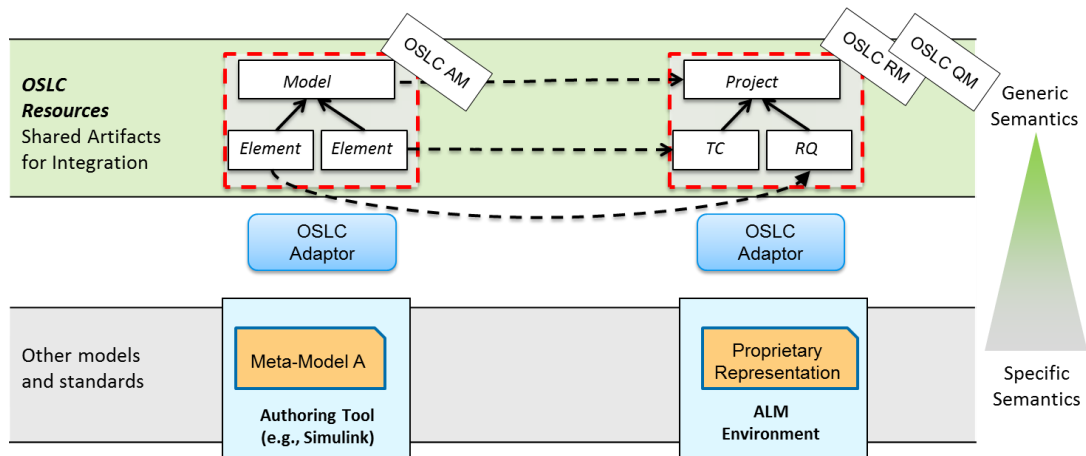 OSLC
Resources
Shared Artifacts
for Integration
Model
OSLC AM
Element
Element
Project
OSLC RM
OSLC QM
TC
RQ
Generic
Semantics
OSLC
Adaptor
OSLC
Adaptor
Other models
and standards
Meta-Model A
Authoring Tool
(e.g., Simulink)
Proprietary
Representation
ALM
Environment
Specific
Semantics